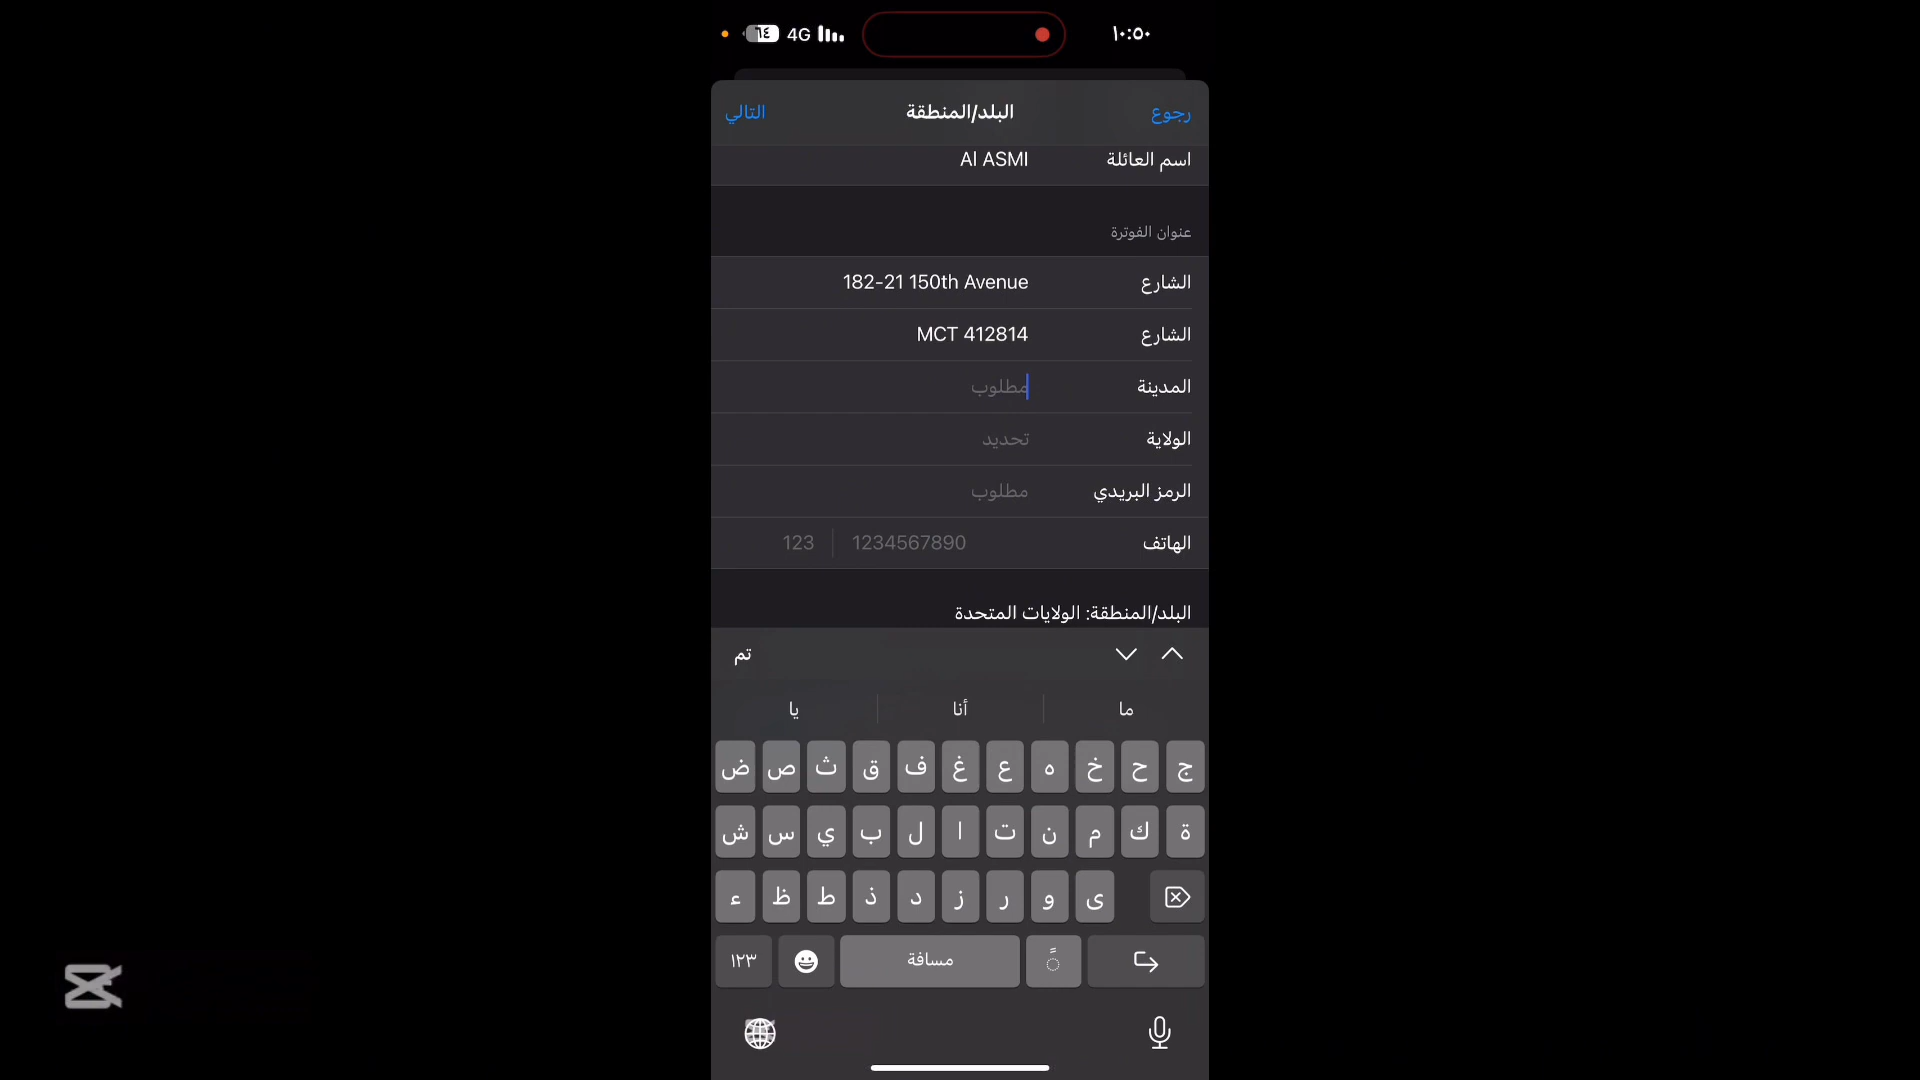 ١٠:٥٠
4G
٦٤
رجوع
البلد/المنطقة
التالي
اسم العائلة
Al ASMI
عنوان الفوترة
الشارع
182-21 150th Avenue
الشارع
MCT 412814
المدينة
مطلوب
الولاية
تحديد
الرمز البريدي
مطلوب
الهاتف
1234567890
123
البلد/المنطقة: الولايات المتحدة
تم
ما
أنا
يا
ج ح خ ه ع غ ف ق ث ص ض
ة ك م ن ت ا ل ب ي س ش
ى و ر ز د ذ ط ظ ء
مسافة
١٢٣